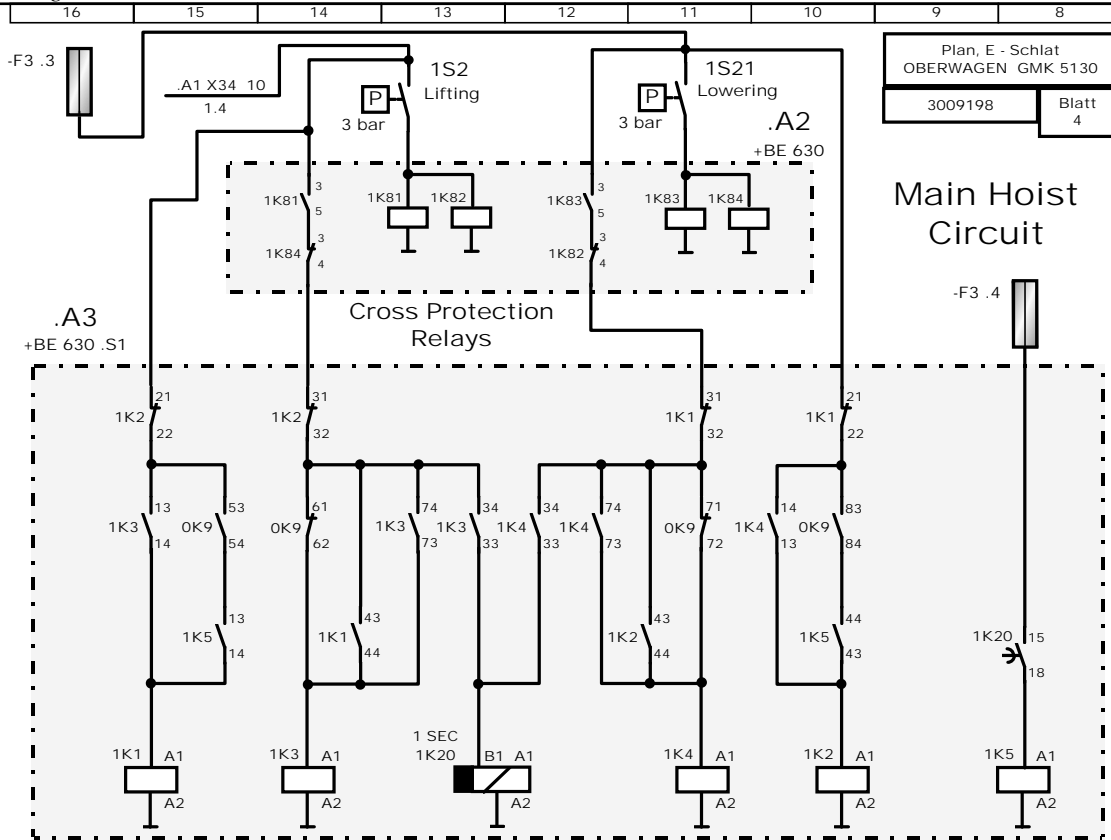 16 15 14 13 12 11 10 9 8
-F3 .3
.A1 X34 10
1.4
1S2
Lifting
P
3 bar
1S21
Lowering
P
3 bar
.A2
+BE 630
Plan, E - Schlat
OBERWAGEN GMK 5130
3009198
Blatt
4
Main Hoist
Circuit
1K81 3 5
1K84 3 4
1K81 1K82
1K83 3 5
1K82 3 4
1K83 1K84
Cross Protection
Relays
-F3 .4
.A3
+BE 630 .S1
1K2 21 22
1K2 31 32
1K1 31 32
1K1 21 22
1K3 13 14
0K9 53 54
0K9 61 62
1K3 74 73
1K3 34 33
1K4 34 33
1K4 74 73
0K9 71 72
1K4 14 13
0K9 83 84
1K5 13 14
1K1 43 44
1K2 43 44
1K5 44 43
1K20 15 18
1K1 A1 A2
1K3 A1 A2
1 SEC
1K20 B1 A1 A2
1K4 A1 A2
1K2 A1 A2
1K5 A1 A2